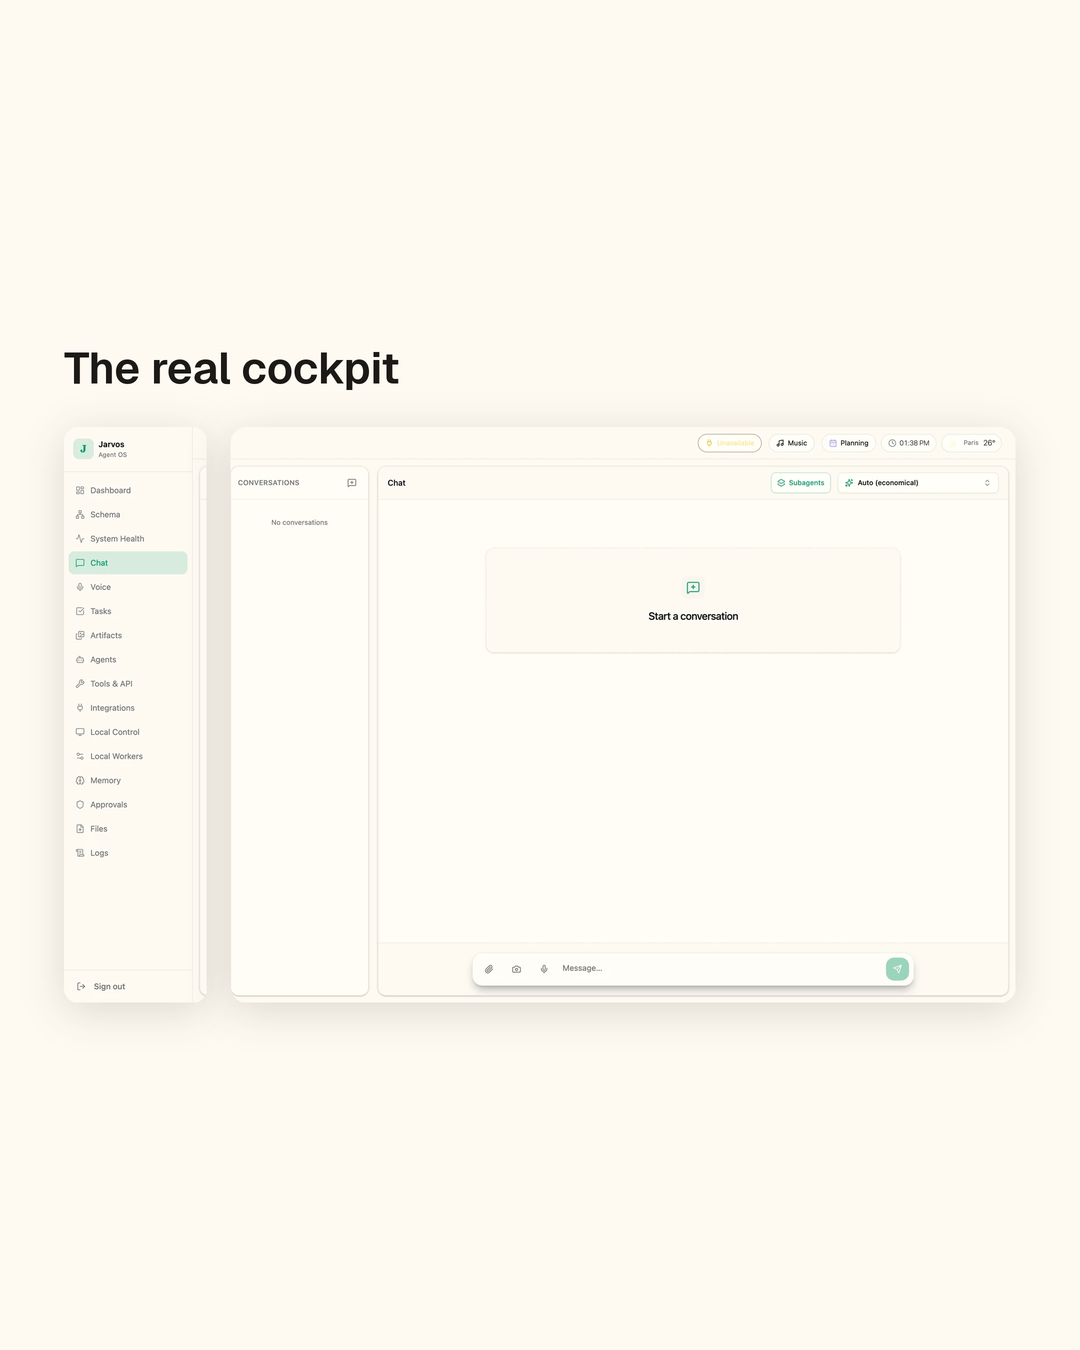 The real cockpit
J
Jarvos
Agent OS
Dashboard
Schema
System Health
Chat
Voice
Tasks
Artifacts
Agents
Tools & API
Integrations
Local Control
Local Workers
Memory
Approvals
Files
Logs
Sign out
Unavailable
Music
Planning
01:38 PM
Paris 26°
CONVERSATIONS
No conversations
Chat
Subagents
Auto (economical)
Start a conversation
Message...